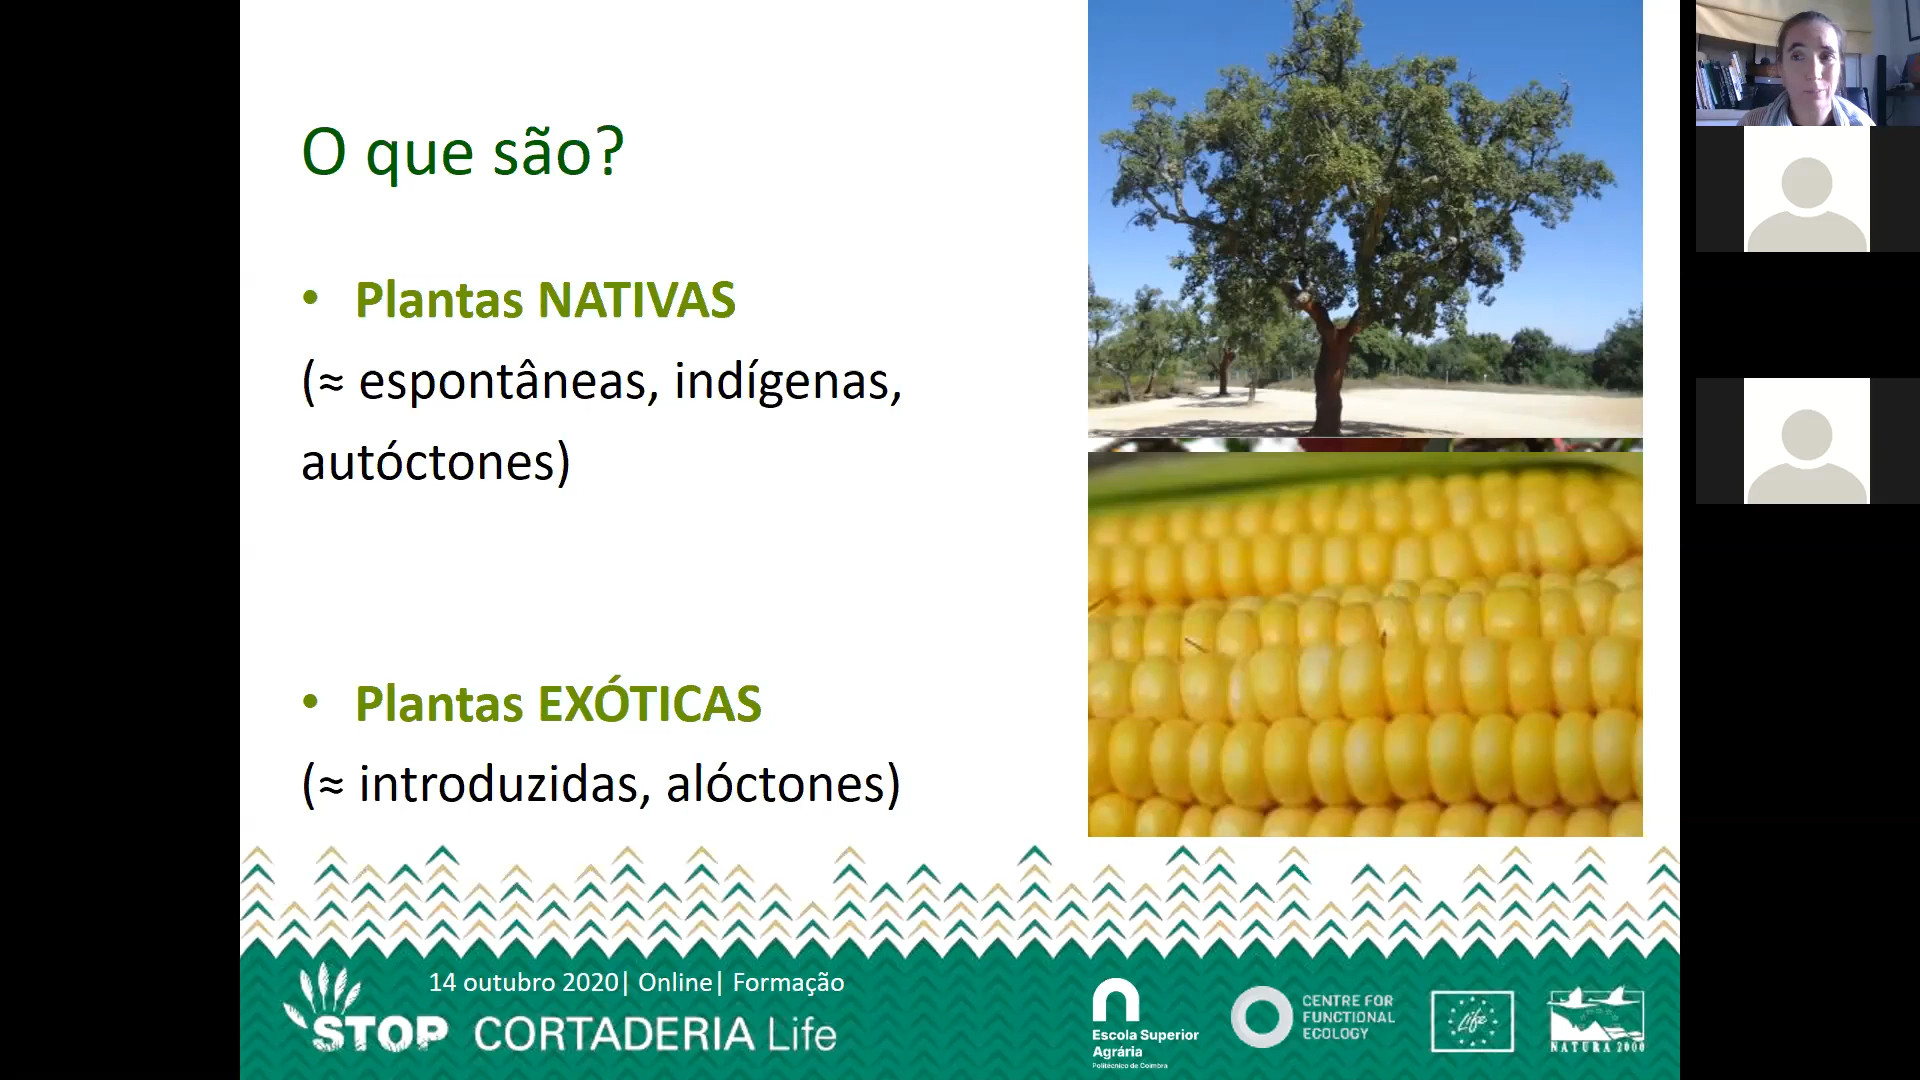 O que são?
• Plantas NATIVAS
(≈ espontâneas, indígenas,
autóctones)
• Plantas EXÓTICAS
(≈ introduzidas, alóctones)
14 outubro 2020| Online| Formação
STOP CORTADERIA Life
Escola Superior
Agrária
Politécnico de Coimbra
CENTRE FOR
FUNCTIONAL
ECOLOGY
Life
NATURA 2000